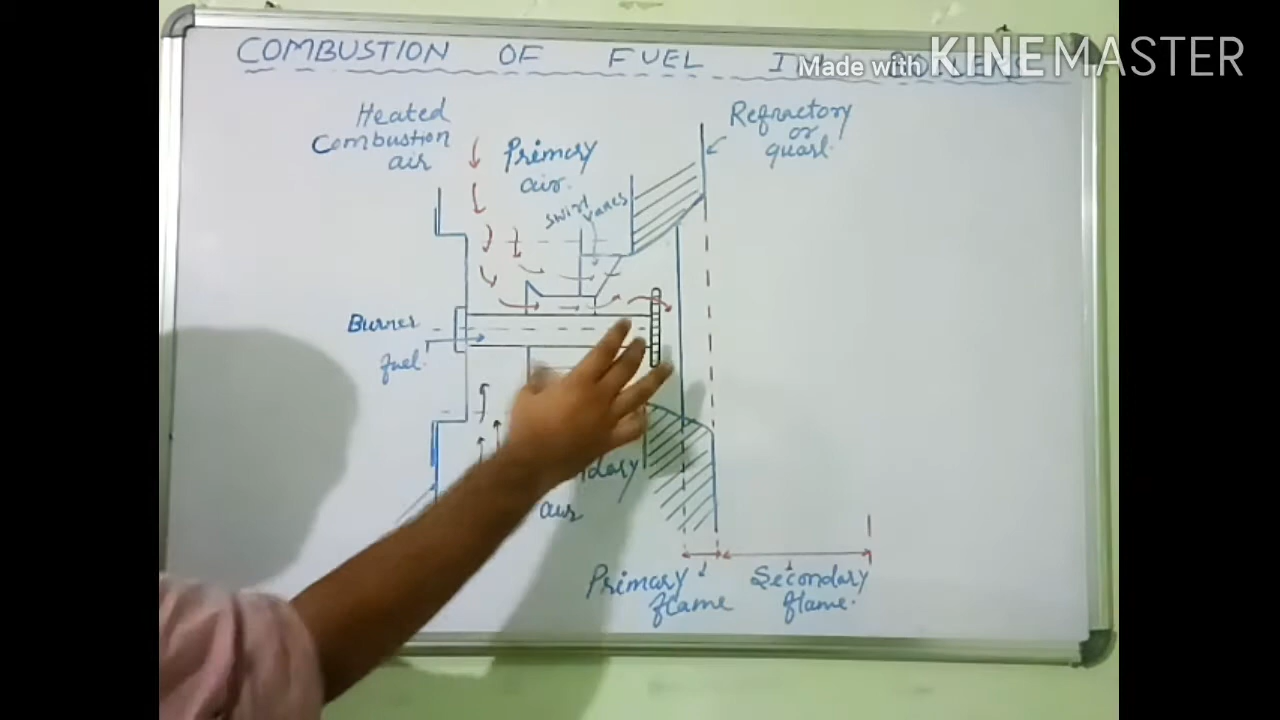 COMBUSTION OF FUEL
Made with KINEMASTER
Heated
Combustion
air
Primary
air.
Swirl
Vanes
Refractory
or
quarl.
Burner
fuel.
air
Primary
flame
Secondary
flame.